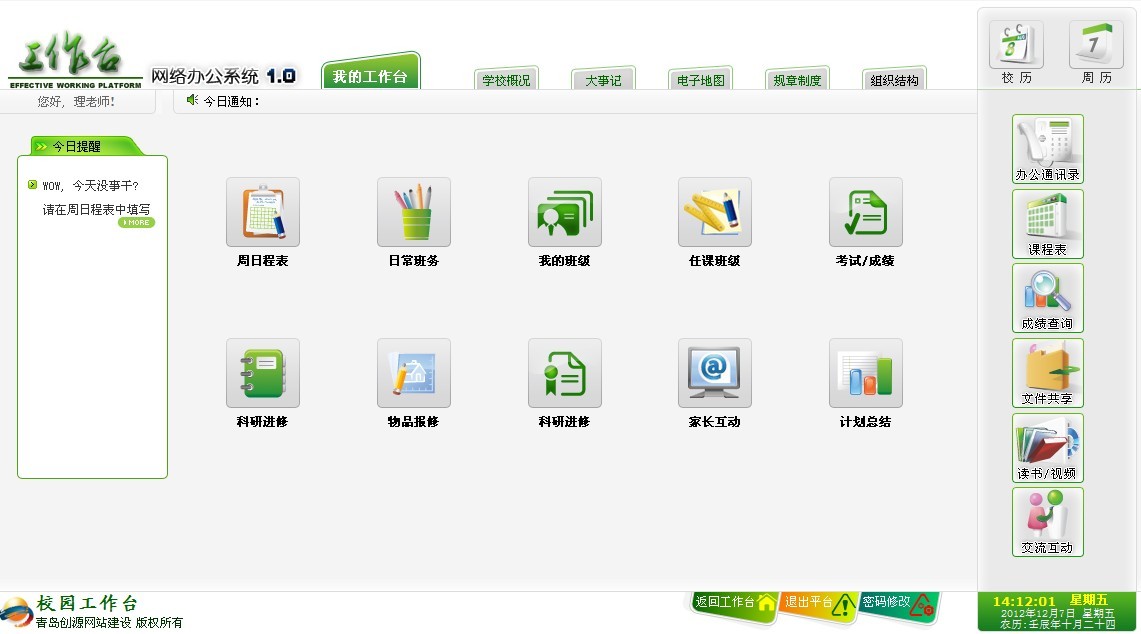 工作台
EFFECTIVE WORKING PLATFORM
网络办公系统 1.0
我的工作台
学校概况
大事记
电子地图
规章制度
组织结构
8
校 历
7
周 历
您好, 理老师!
今日通知:
今日提醒
WOW, 今天没事干?
请在周日程表中填写
MORE
周日程表
日常班务
我的班级
任课班级
考试/成绩
科研进修
物品报修
科研进修
家长互动
计划总结
办公通讯录
课程表
成绩查询
文件共享
读书/视频
交流互动
校园工作台
青岛创源网站建设 版权所有
返回工作台
退出平台
密码修改
14:12:01 星期五
2012年12月7日 星期五
农历:壬辰年十月二十四